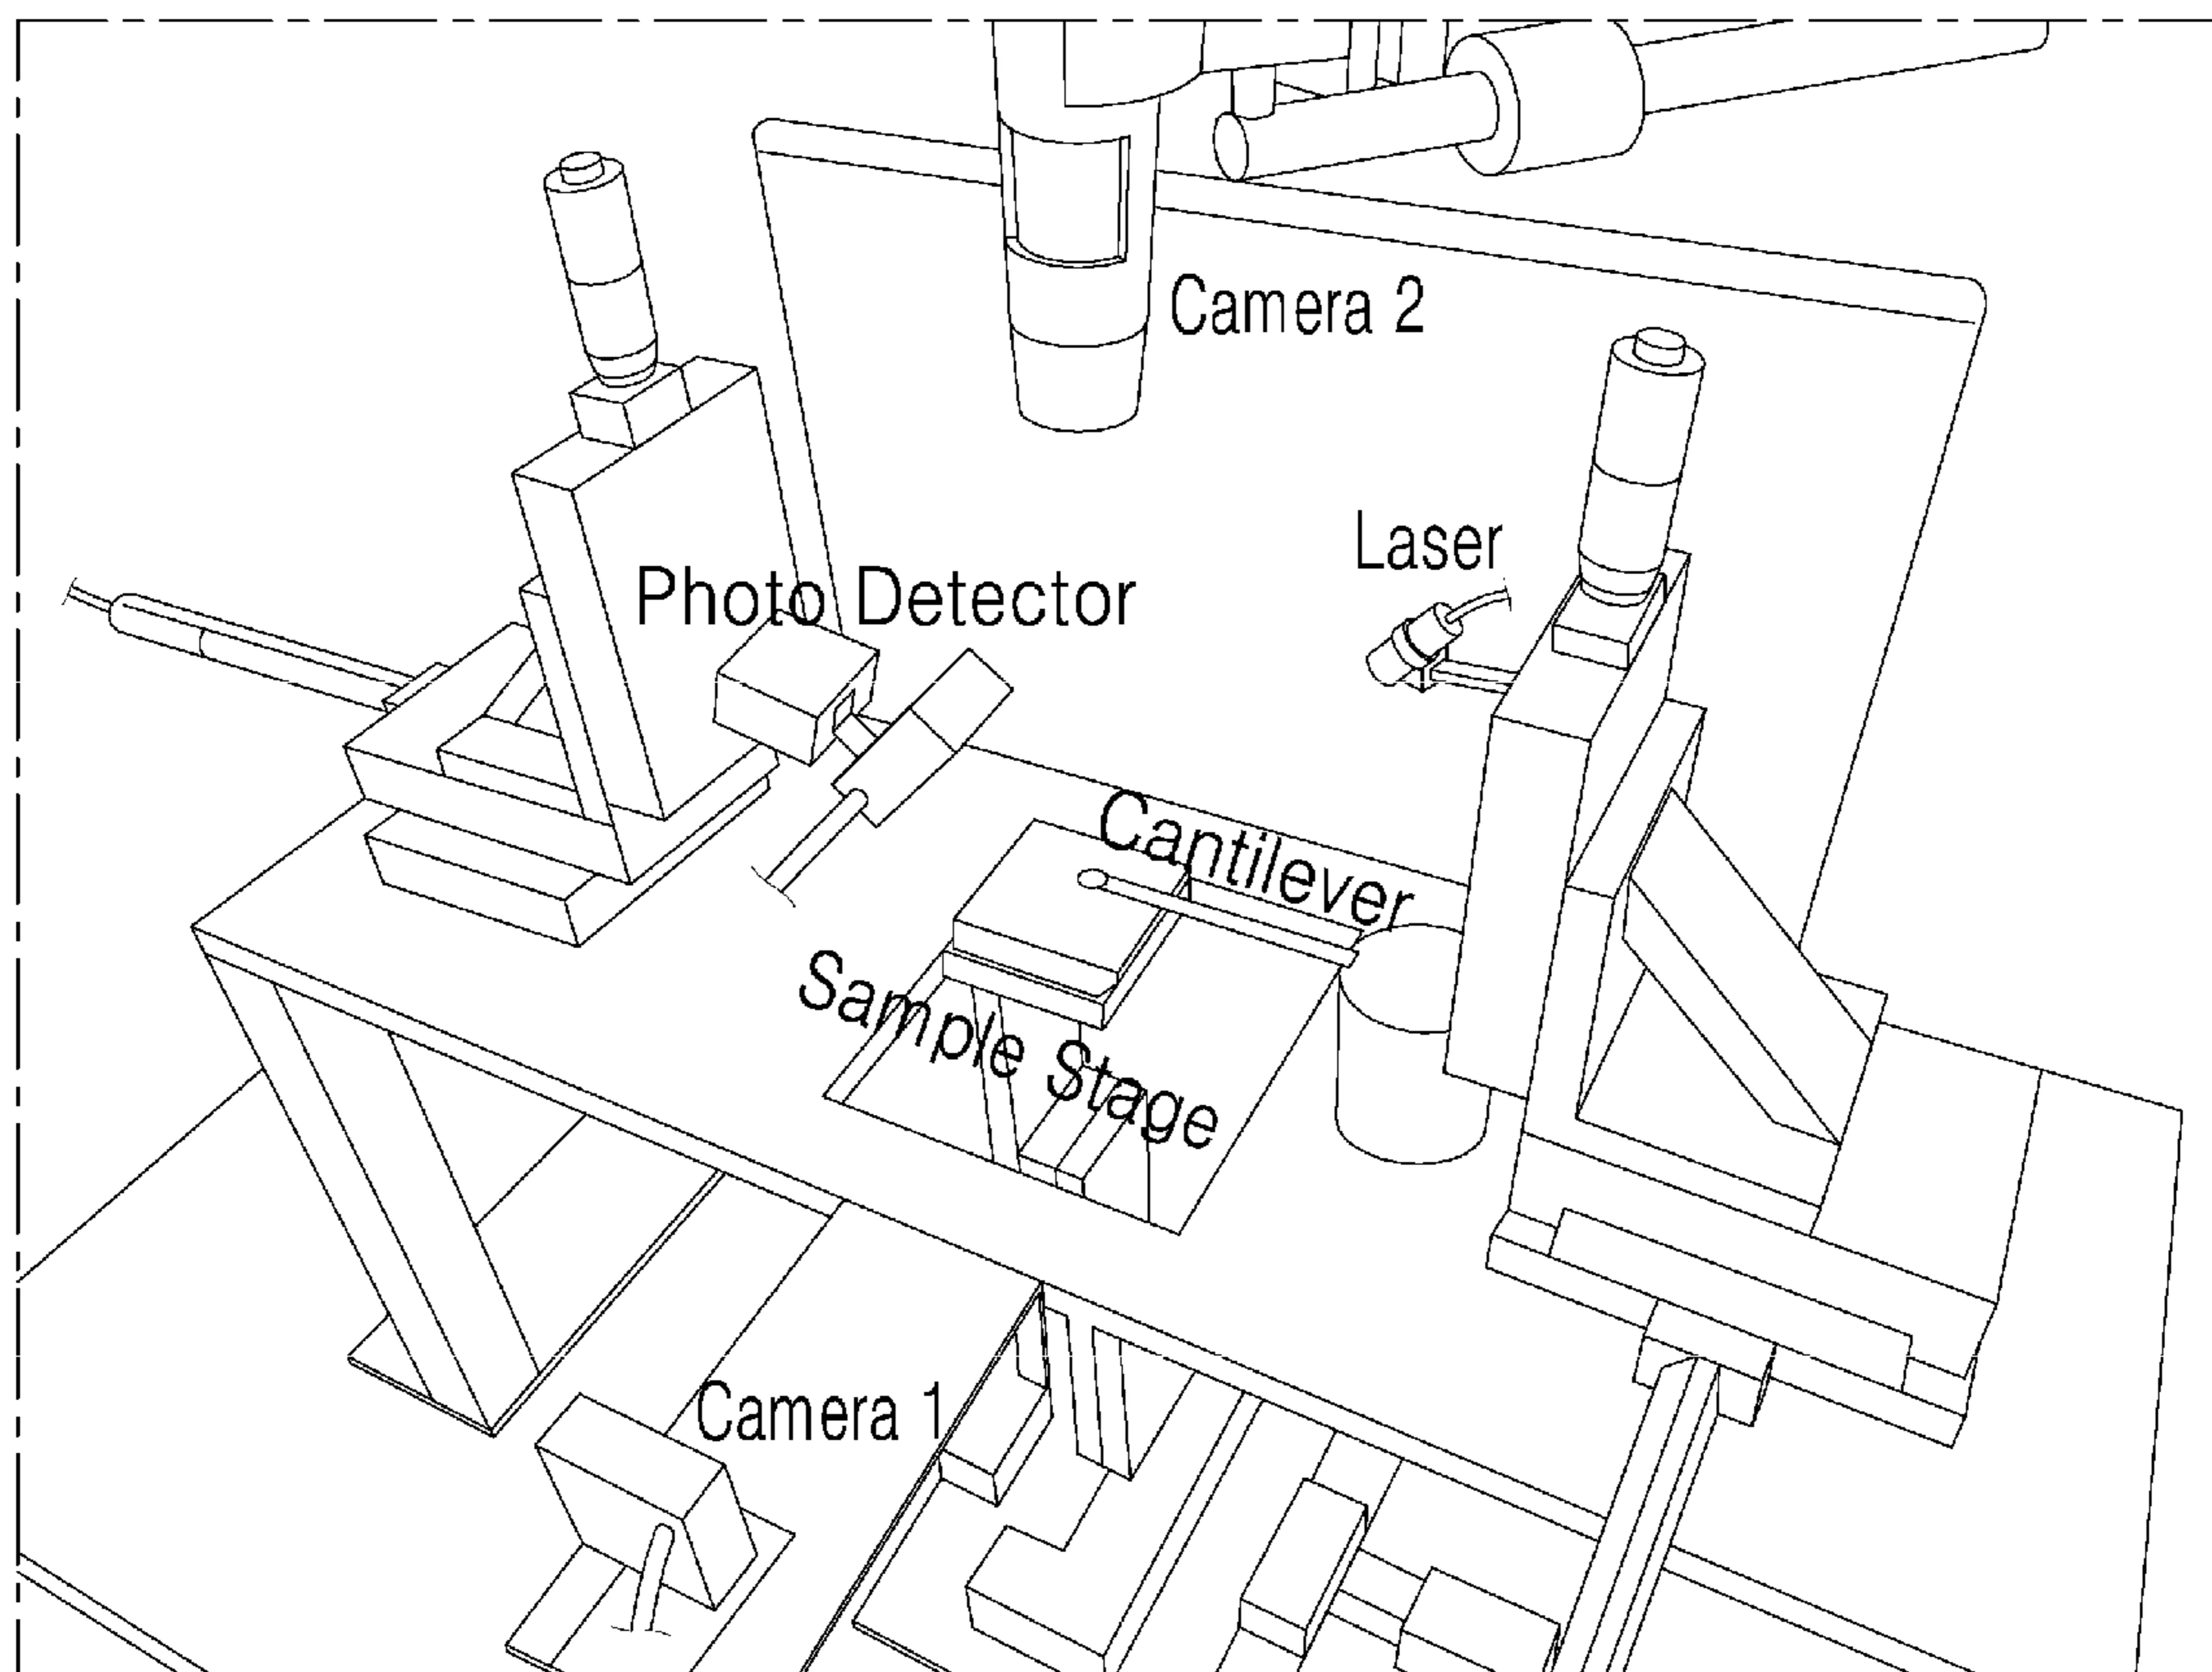 Camera 2
Laser
Photo Detector
Cantilever
Sample Stage
Camera 1